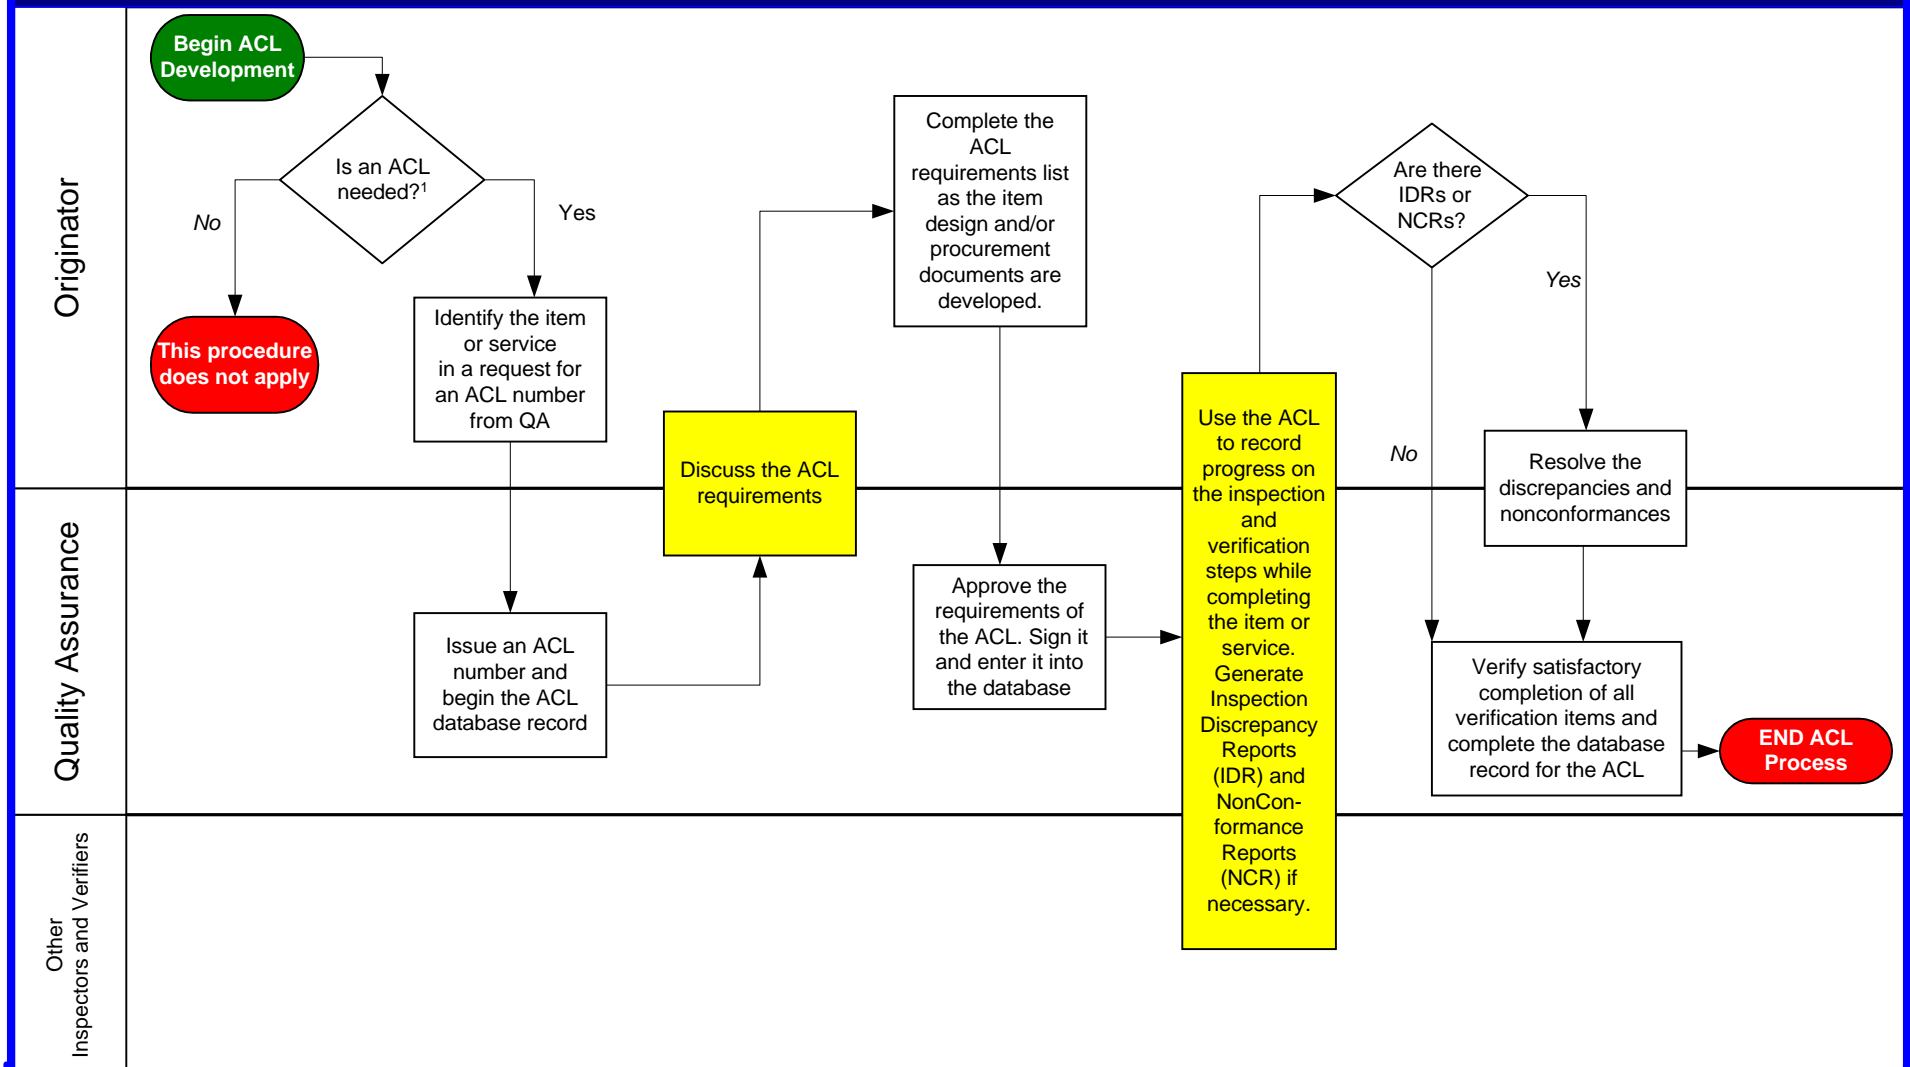 Originator
Begin ACL
Development
Is an ACL
needed?¹
No
Yes
This procedure
does not apply
Identify the item
or service
in a request for
an ACL number
from QA
Discuss the ACL
requirements
Complete the
ACL
requirements list
as the item
design and/or
procurement
documents are
developed.
Are there
IDRs or
NCRs?
Yes
No
Resolve the
discrepancies and
nonconformances
Quality Assurance
Issue an ACL
number and
begin the ACL
database record
Approve the
requirements of
the ACL. Sign it
and enter it into
the database
Use the ACL
to record
progress on
the inspection
and
verification
steps while
completing
the item or
service.
Generate
Inspection
Discrepancy
Reports
(IDR) and
NonCon-
formance
Reports
(NCR) if
necessary.
Verify satisfactory
completion of all
verification items and
complete the database
record for the ACL
END ACL
Process
Other
Inspectors and Verifiers